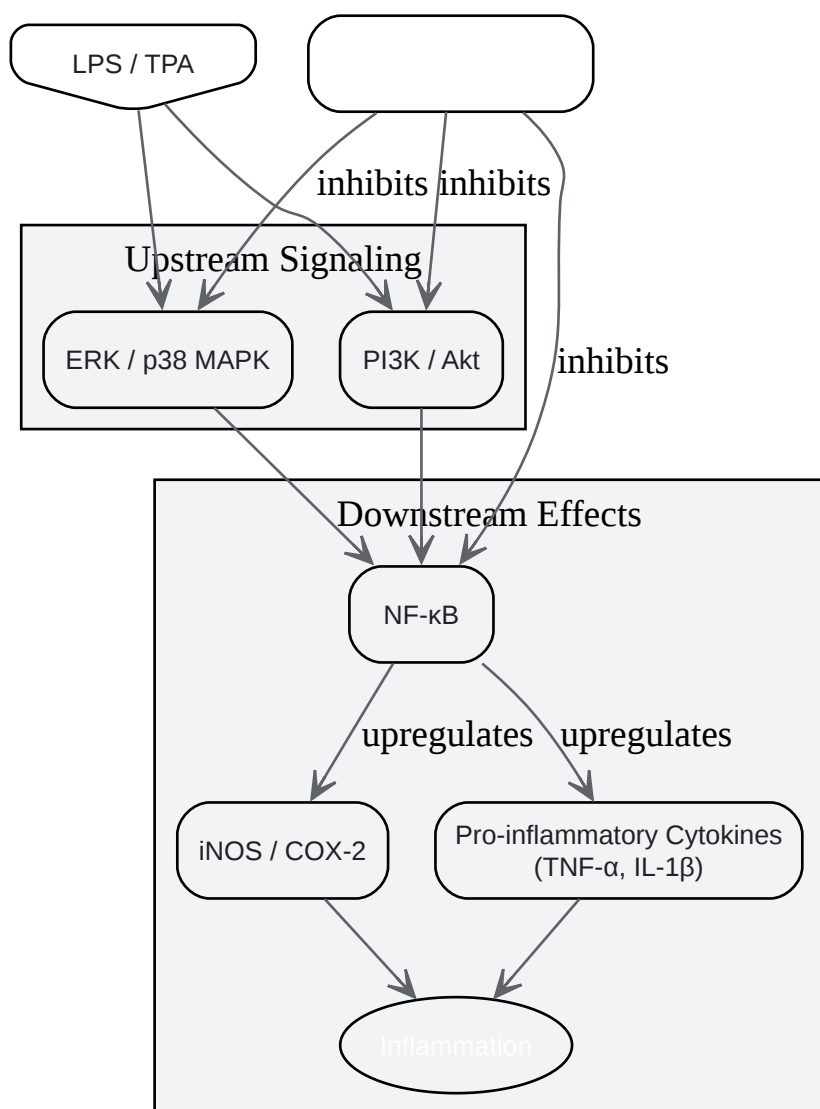 LPS / TPA
inhibits
inhibits
Upstream Signaling
ERK / p38 MAPK
PI3K / Akt
inhibits
Downstream Effects
NF-κB
upregulates
upregulates
iNOS / COX-2
Pro-inflammatory Cytokines
(TNF-α, IL-1β)
Inflammation